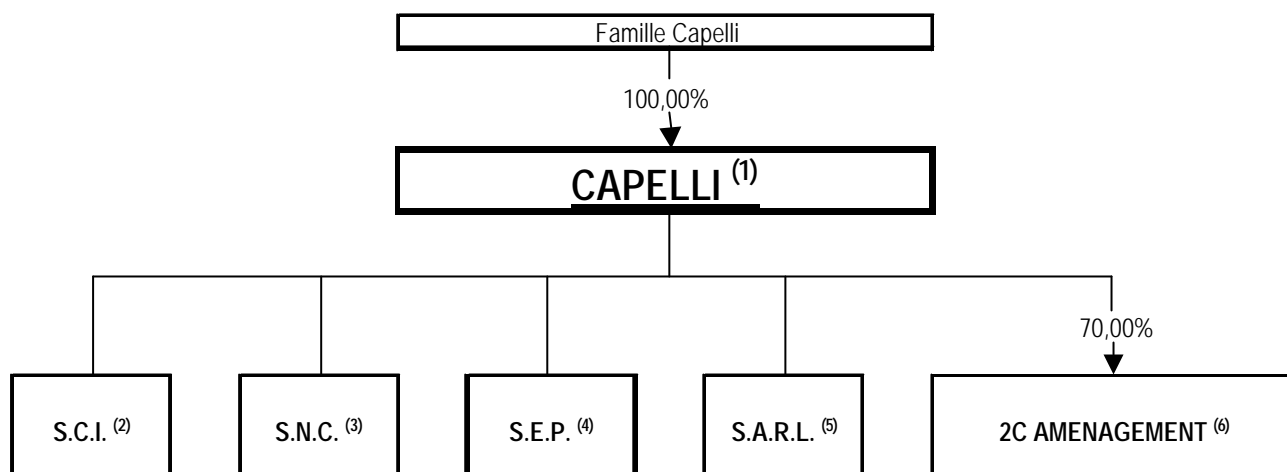 Famille Capelli
100,00%
CAPELLI (1)
70,00%
S.C.I. (2)
S.N.C. (3)
S.E.P. (4)
S.A.R.L. (5)
2C AMENAGEMENT (6)